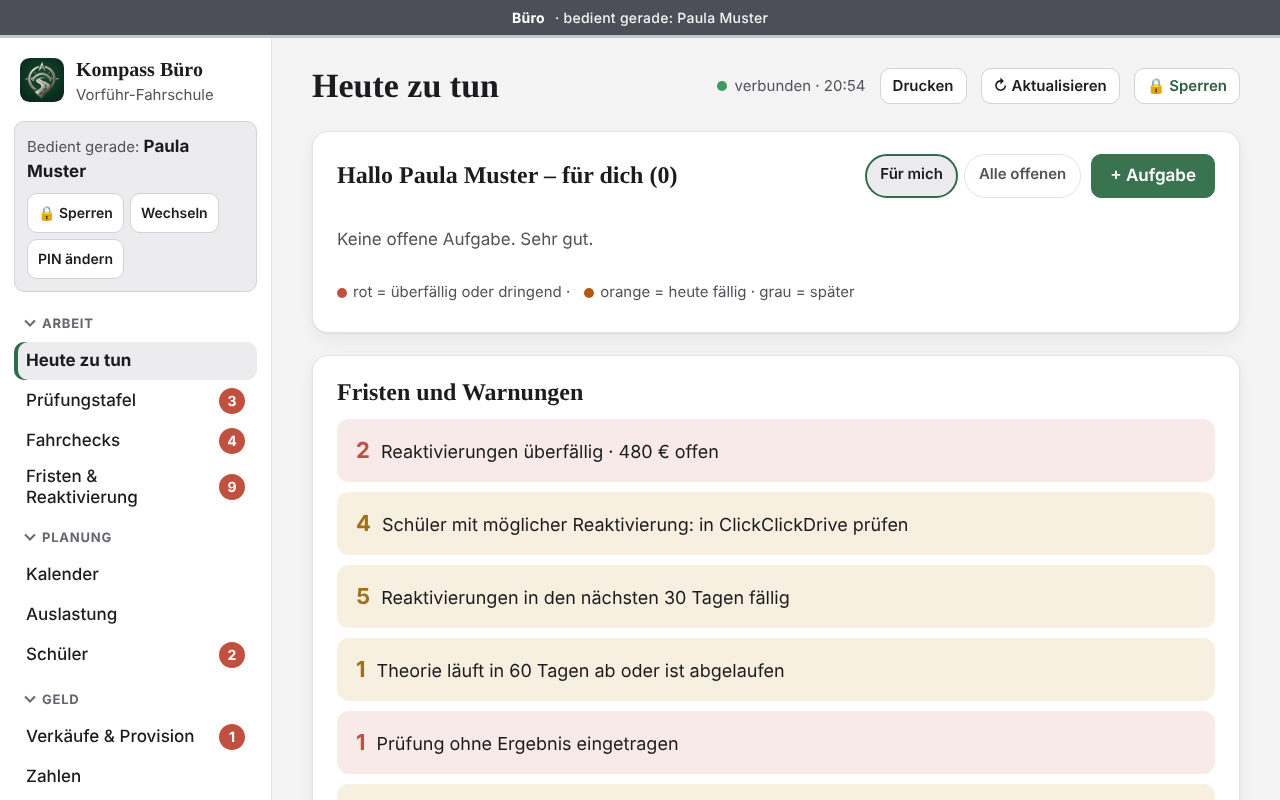 Büro · bedient gerade: Paula Muster
Kompass Büro
Vorführ-Fahrschule
Bedient gerade: Paula
Muster
🔒 Sperren
Wechseln
PIN ändern
ARBEIT
Heute zu tun
Prüfungstafel 3
Fahrchecks 4
Fristen &
Reaktivierung 9
PLANUNG
Kalender
Auslastung
Schüler 2
GELD
Verkäufe & Provision 1
Zahlen
Heute zu tun
verbunden · 20:54
Drucken
↻ Aktualisieren
🔒 Sperren
Hallo Paula Muster – für dich (0)
Für mich
Alle offenen
+ Aufgabe
Keine offene Aufgabe. Sehr gut.
rot = überfällig oder dringend · orange = heute fällig · grau = später
Fristen und Warnungen
2 Reaktivierungen überfällig · 480 € offen
4 Schüler mit möglicher Reaktivierung: in ClickClickDrive prüfen
5 Reaktivierungen in den nächsten 30 Tagen fällig
1 Theorie läuft in 60 Tagen ab oder ist abgelaufen
1 Prüfung ohne Ergebnis eingetragen